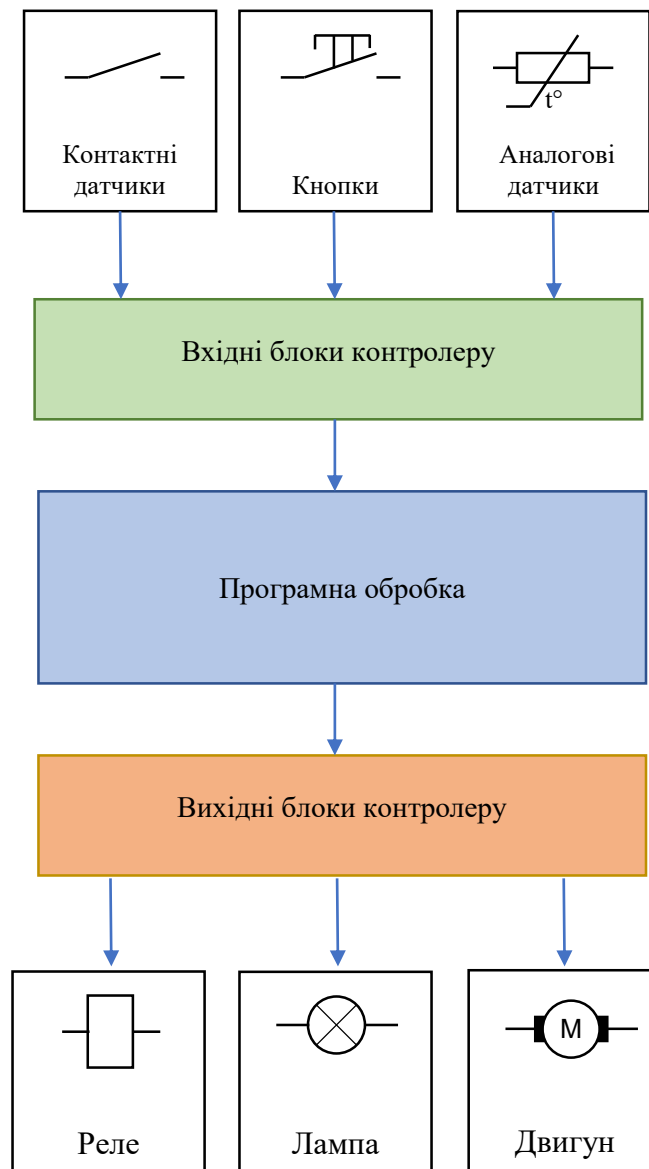 t°
Контактні
датчики
Кнопки
Аналогові
датчики
Вхідні блоки контролеру
Програмна обробка
Вихідні блоки контролеру
M
Реле
Лампа
Двигун